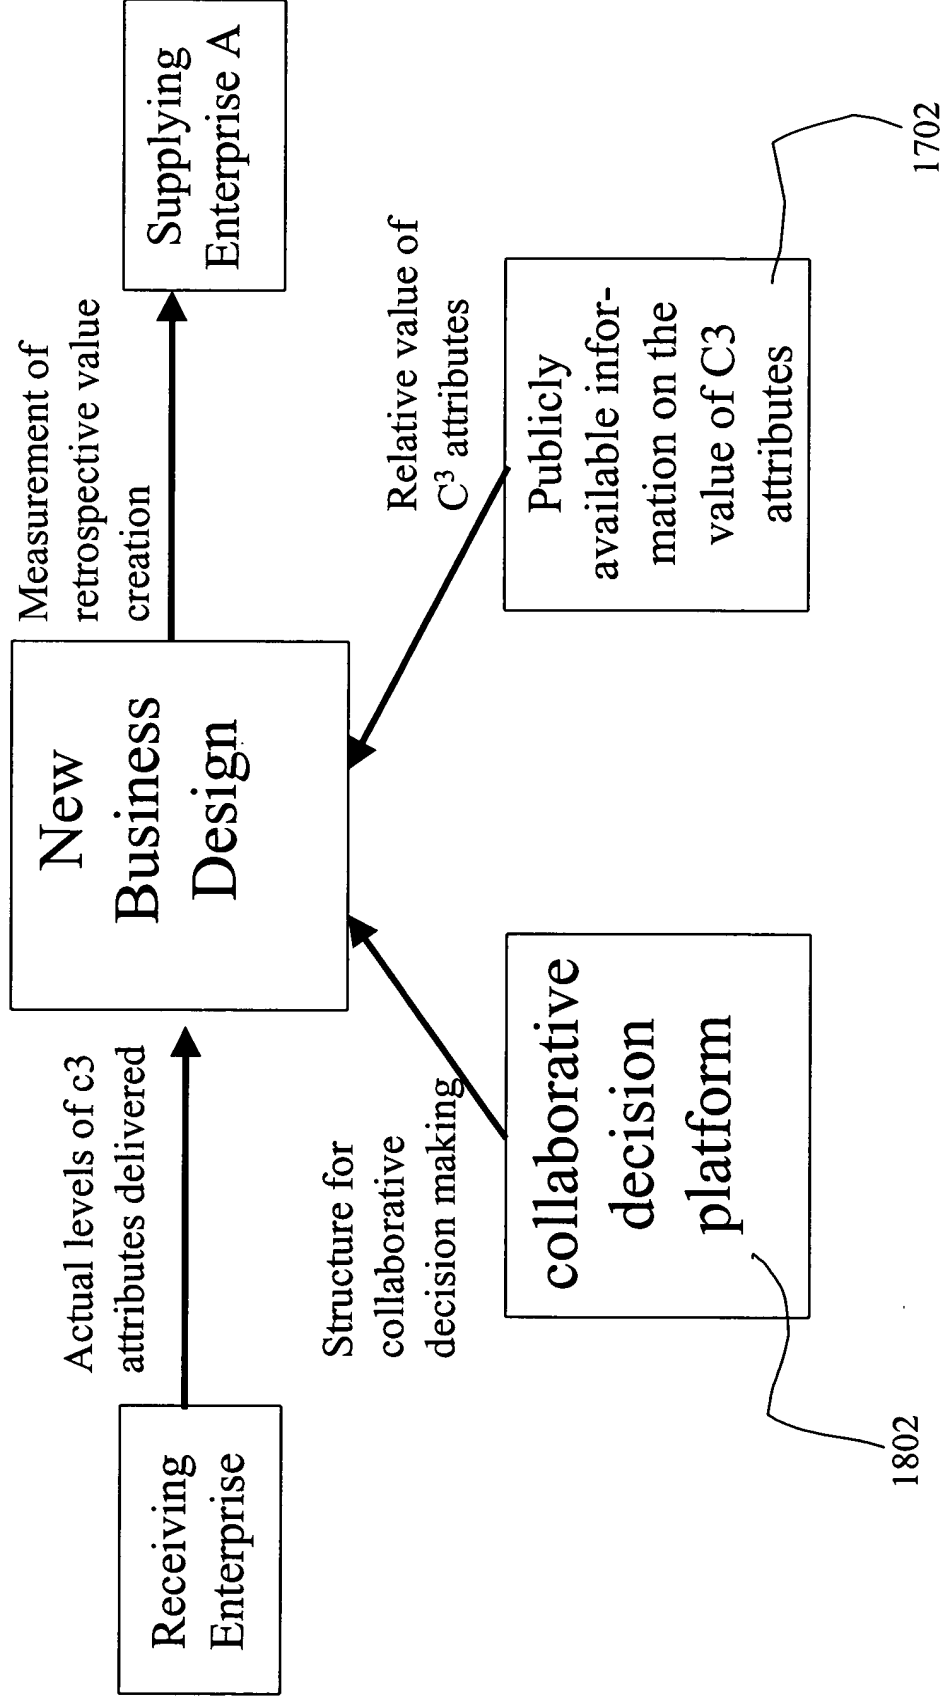 Receiving
Enterprise
Actual levels of c3
attributes delivered
New
Business
Design
Measurement of
retrospective value
creation
Supplying
Enterprise A
Structure for
collaborative
decision making
Relative value of
C³ attributes
collaborative
decision
platform
Publicly
available infor-
mation on the
value of C3
attributes
1802
1702